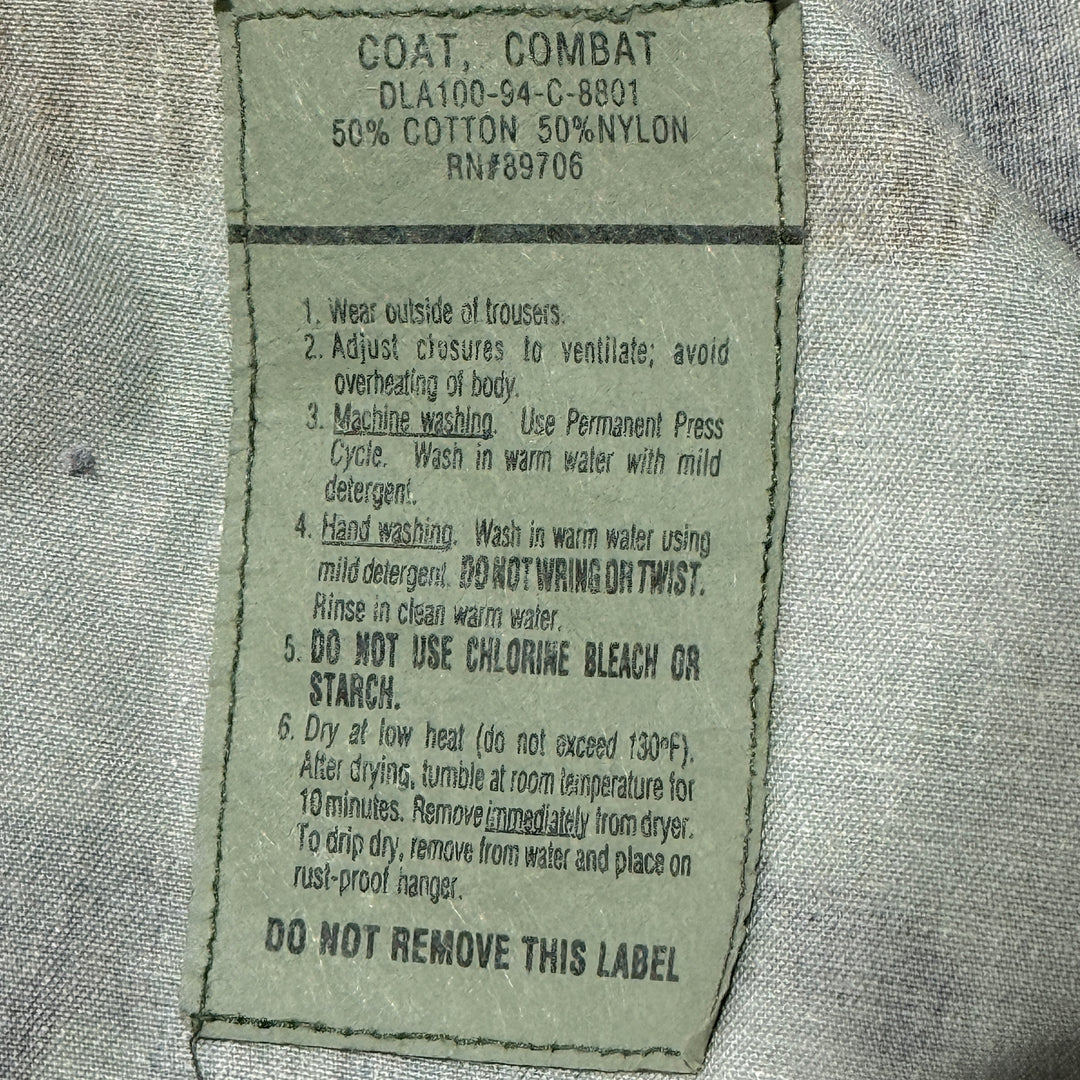 COAT, COMBAT
DLA100-94-C-8801
50% COTTON 50%NYLON
RN#89706
1. Wear outside of trousers.
2. Adjust closures to ventilate; avoid
overheating of body.
3. Machine washing. Use Permanent Press
Cycle. Wash in warm water with mild
detergent.
4. Hand washing. Wash in warm water using
mild detergent. DO NOT WRING OR TWIST.
Rinse in clean warm water.
5. DO NOT USE CHLORINE BLEACH OR
STARCH.
6. Dry at low heat (do not exceed 130ºF).
After drying, tumble at room temperature for
10 minutes. Remove immediately from dryer.
To drip dry, remove from water and place on
rust-proof hanger.
DO NOT REMOVE THIS LABEL